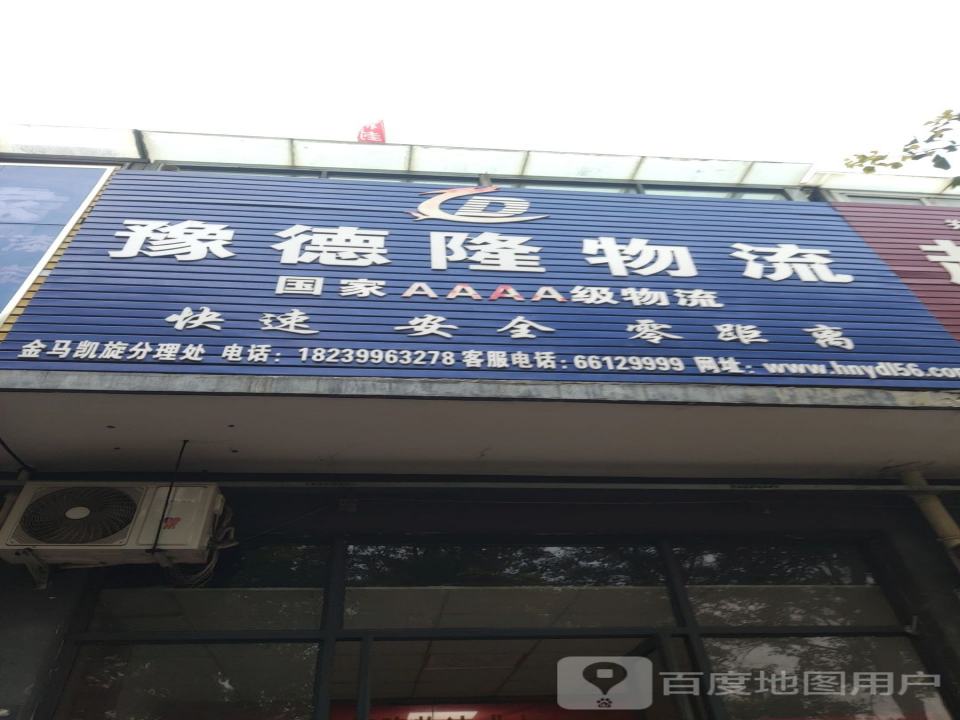 D
豫德隆物流
国家AAAA级物流
快速 安全 零距离
金马凯旋分理处 电话：18239963278 客服电话：66129999 网址：www.hnydl56.com
百度地图用户